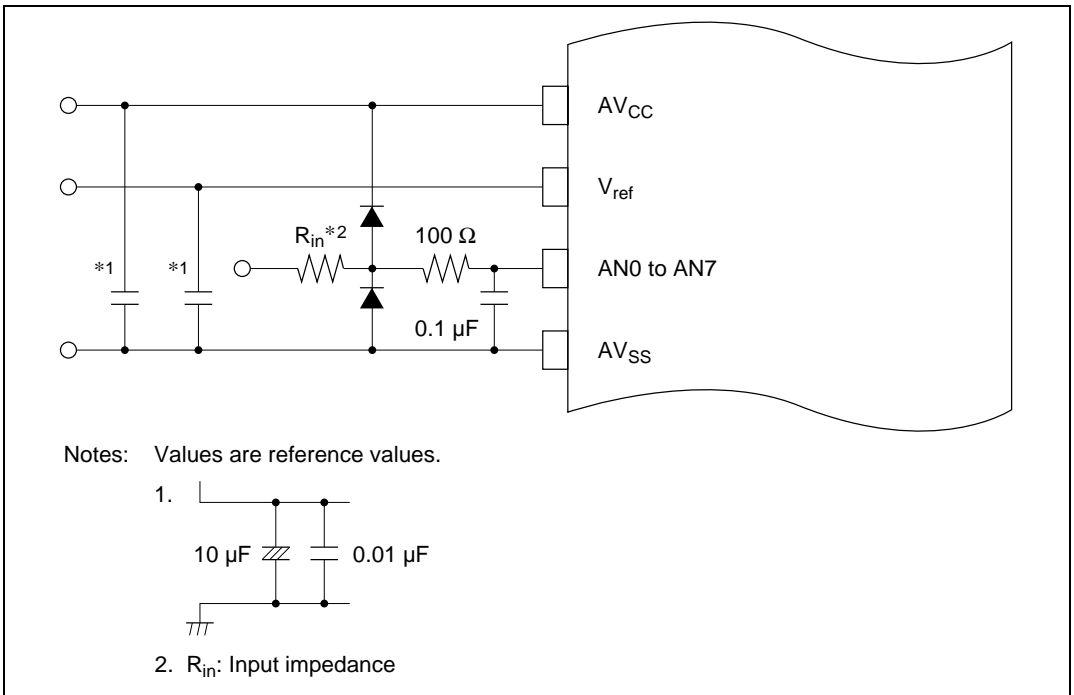 AVCC
Vref
Rin*2 100 Ω
*1 *1 AN0 to AN7
0.1 µF
AVSS
Notes: Values are reference values.
1.
10 µF 0.01 µF
2. Rin: Input impedance